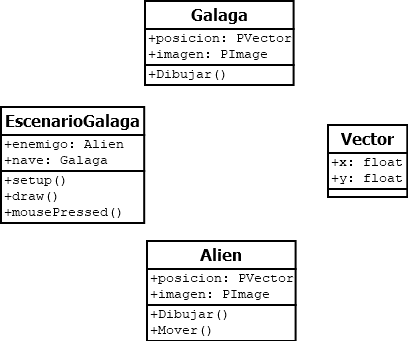 Galaga
+posicion: PVector
+imagen: PImage
+Dibujar()
EscenarioGalaga
+enemigo: Alien
+nave: Galaga
+setup()
+draw()
+mousePressed()
Vector
+x: float
+y: float
Alien
+posicion: PVector
+imagen: PImage
+Dibujar()
+Mover()